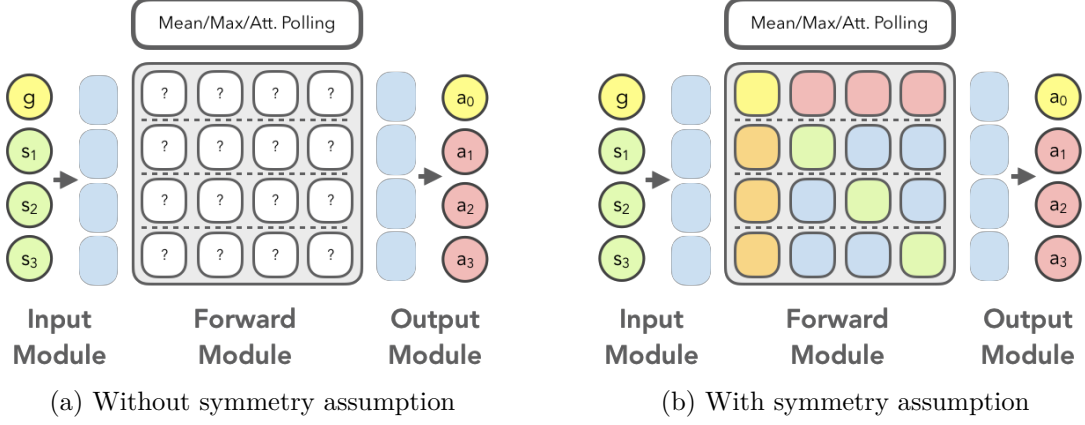 Mean/Max/Att. Polling
g ? ? ? ? a0
s1 ? ? ? ? a1
s2 ? ? ? ? a2
s3 ? ? ? ? a3
Input Module
Forward Module
Output Module
(a) Without symmetry assumption
Mean/Max/Att. Polling
g a0
s1 a1
s2 a2
s3 a3
Input Module
Forward Module
Output Module
(b) With symmetry assumption